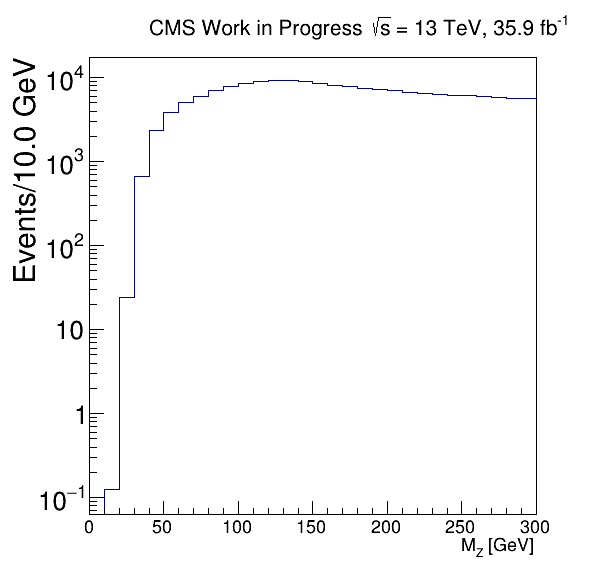 CMS Work in Progress √s = 13 TeV, 35.9 fb⁻¹
Events/10.0 GeV
10⁴
10³
10²
10
1
10⁻¹
0 50 100 150 200 250 300
M_Z [GeV]